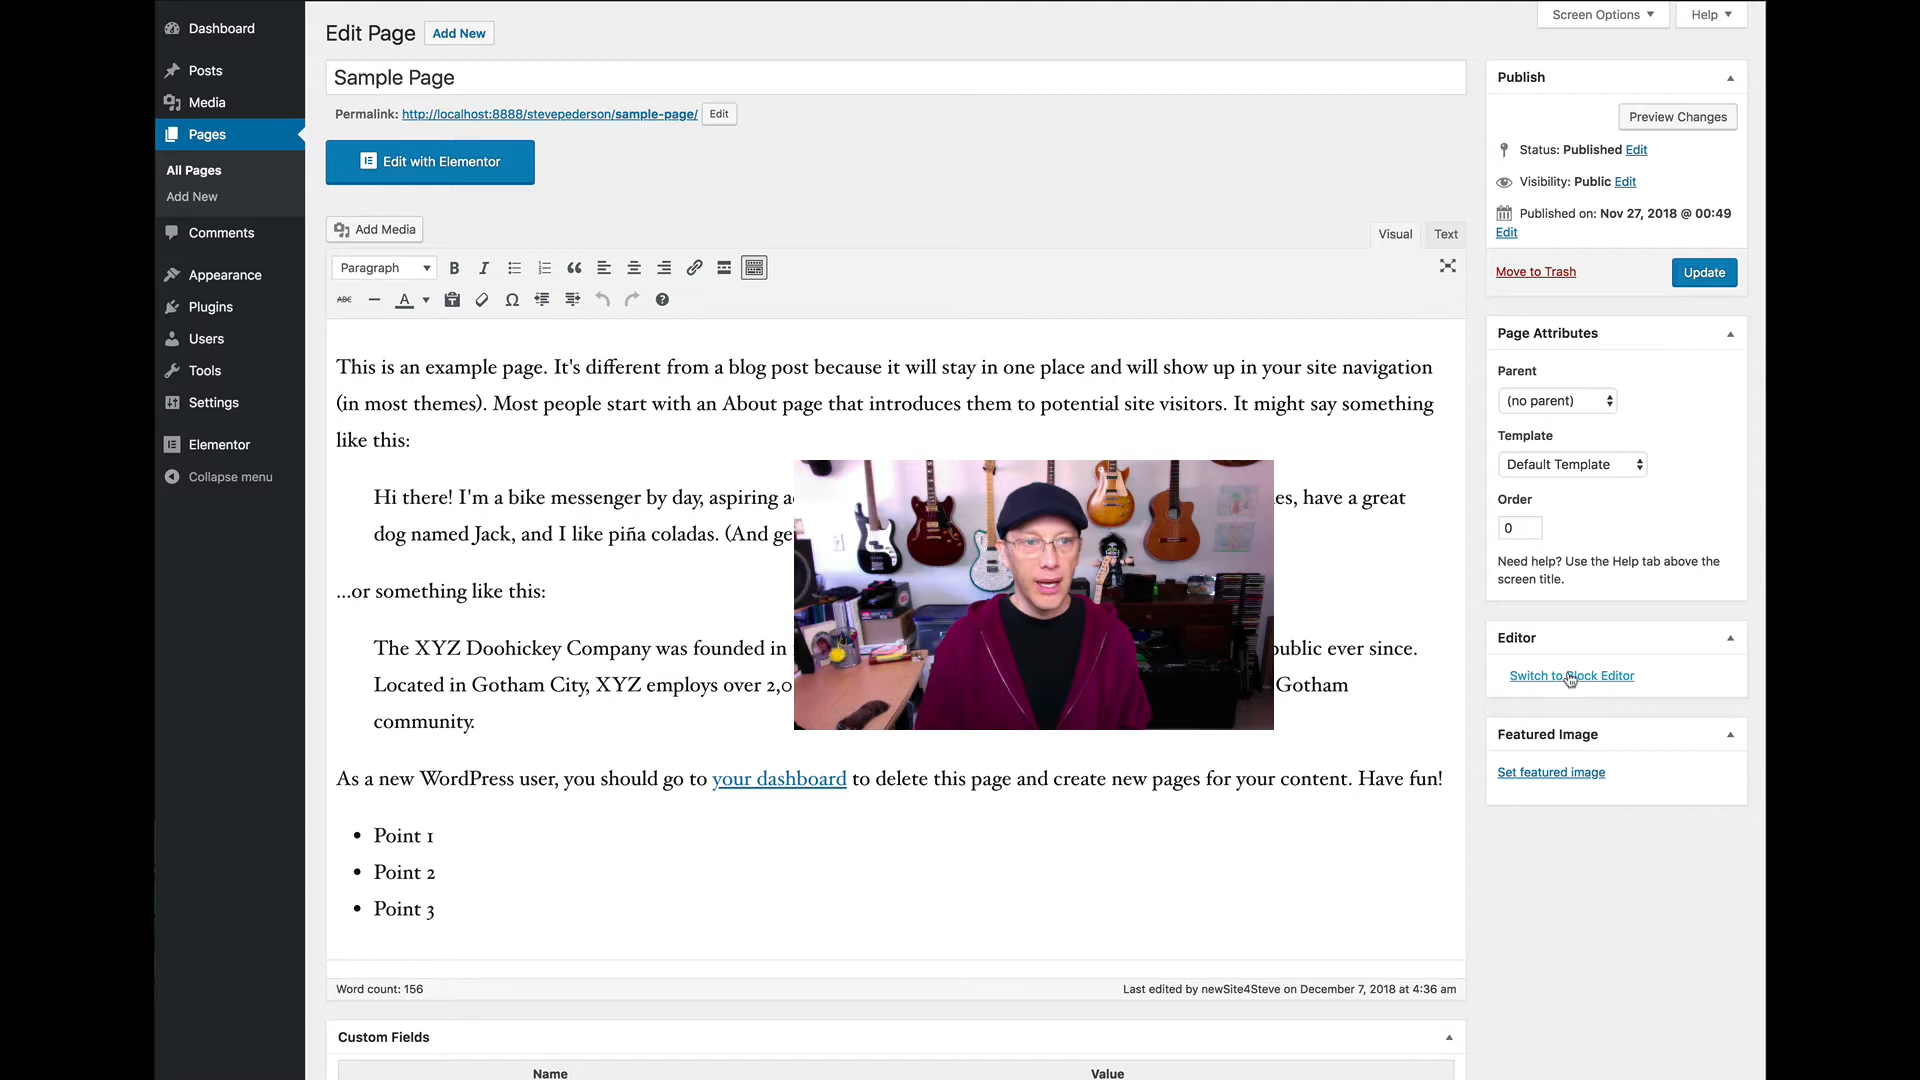 Dashboard
Posts
Media
Pages
All Pages
Add New
Comments
Appearance
Plugins
Users
Tools
Settings
Elementor
Collapse menu
Screen Options
Help
Edit Page
Add New
Sample Page
Permalink: http://localhost:8888/stevepederson/sample-page/ Edit
Edit with Elementor
Add Media
Visual Text
Paragraph
B I
ABC A Ω ?
This is an example page. It's different from a blog post because it will stay in one place and will show up in your site navigation
(in most themes). Most people start with an About page that introduces them to potential site visitors. It might say something
like this:
Hi there! I'm a bike messenger by day, aspiring have a great
dog named Jack, and I like piña coladas. (And
...or something like this:
The XYZ Doohickey Company was founded in public ever since.
Located in Gotham City, XYZ employs over Gotham
community.
As a new WordPress user, you should go to your dashboard to delete this page and create new pages for your content. Have fun!
• Point 1
• Point 2
• Point 3
Word count: 156
Last edited by newSite4Steve on December 7, 2018 at 4:36 am
Custom Fields
Name Value
Publish
Preview Changes
Status: Published Edit
Visibility: Public Edit
Published on: Nov 27, 2018 @ 00:49
Edit
Move to Trash
Update
Page Attributes
Parent
(no parent)
Template
Default Template
Order
0
Need help? Use the Help tab above the
screen title.
Editor
Switch to Block Editor
Featured Image
Set featured image